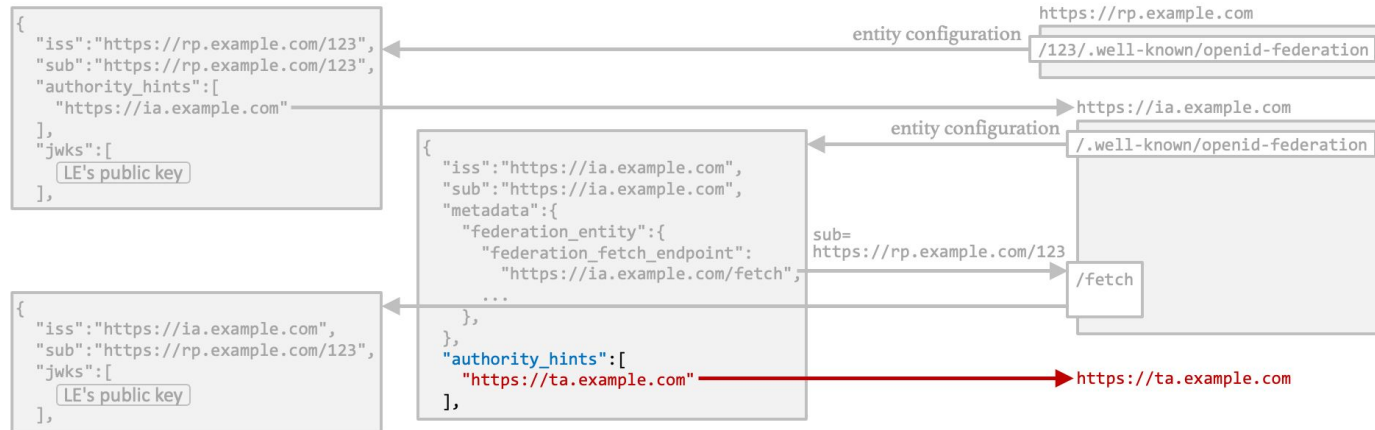 {
"iss":"https://rp.example.com/123",
"sub":"https://rp.example.com/123",
"authority_hints":[
"https://ia.example.com"
],
"jwks":[
LE's public key
],
entity configuration
https://rp.example.com
/123/.well-known/openid-federation
https://ia.example.com
entity configuration
/.well-known/openid-federation
{
"iss":"https://ia.example.com",
"sub":"https://ia.example.com",
"metadata":{
"federation_entity":{
"federation_fetch_endpoint":
"https://ia.example.com/fetch",
...
},
},
"authority_hints":[
"https://ta.example.com"
],
sub=
https://rp.example.com/123
/fetch
https://ta.example.com
{
"iss":"https://ia.example.com",
"sub":"https://rp.example.com/123",
"jwks":[
LE's public key
],